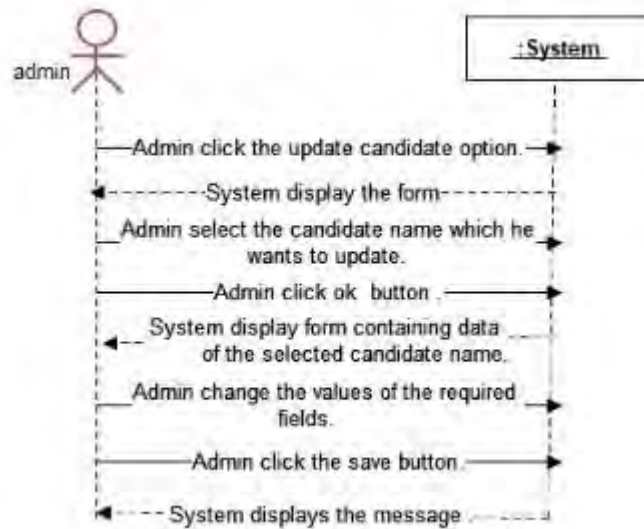 admin
:System
Admin click the update candidate option.
System display the form
Admin select the candidate name which he
wants to update.
Admin click ok button .
System display form containing data
of the selected candidate name.
Admin change the values of the required
fields.
Admin click the save button.
System displays the message